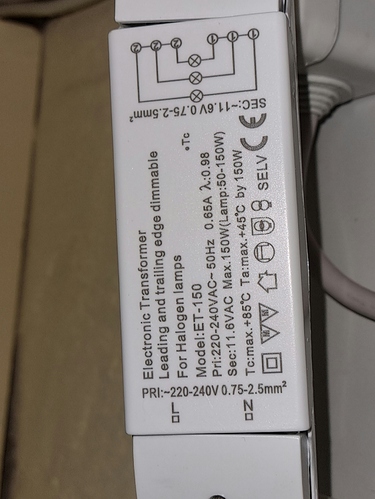 Electronic Transformer
Leading and trailing edge dimmable
For Halogen lamps
•Tc
Model:ET-150
Pri:220-240VAC~50Hz 0.65A λ:0.98
Sec:11.6VAC Max.150W(Lamp:50-150W)
Tc:max.+85℃ Ta:max.+45℃ by 150W
M M SELV CE
PRI:~220-240V 0.75-2.5mm²
L
N
SEC:~11.6V 0.75-2.5mm²